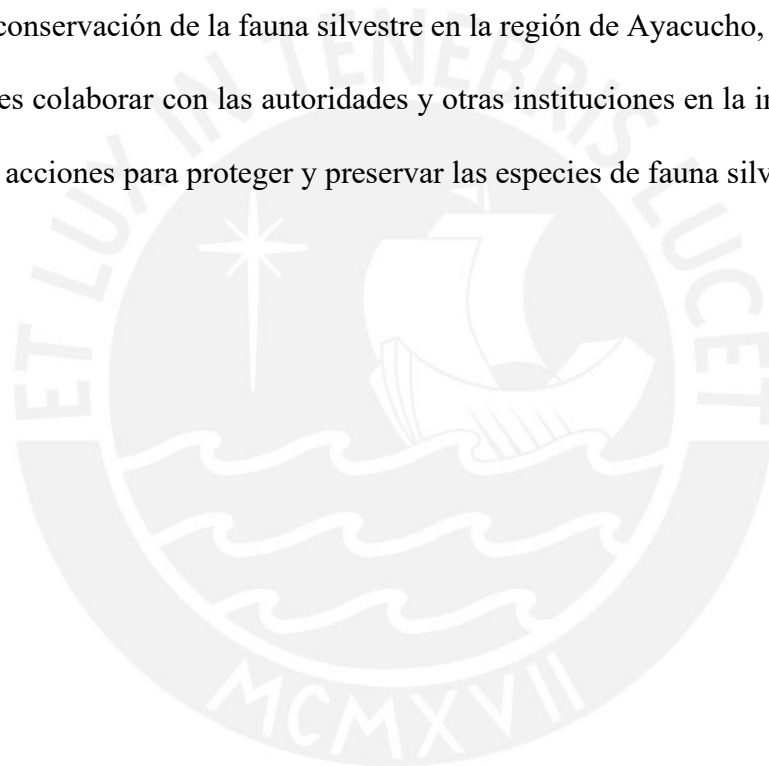 conservación de la fauna silvestre en la región de Ayacucho,
es colaborar con las autoridades y otras instituciones en la
acciones para proteger y preservar las especies de fauna
ET LUX IN TENEBRIS LUCET
MCMXVII